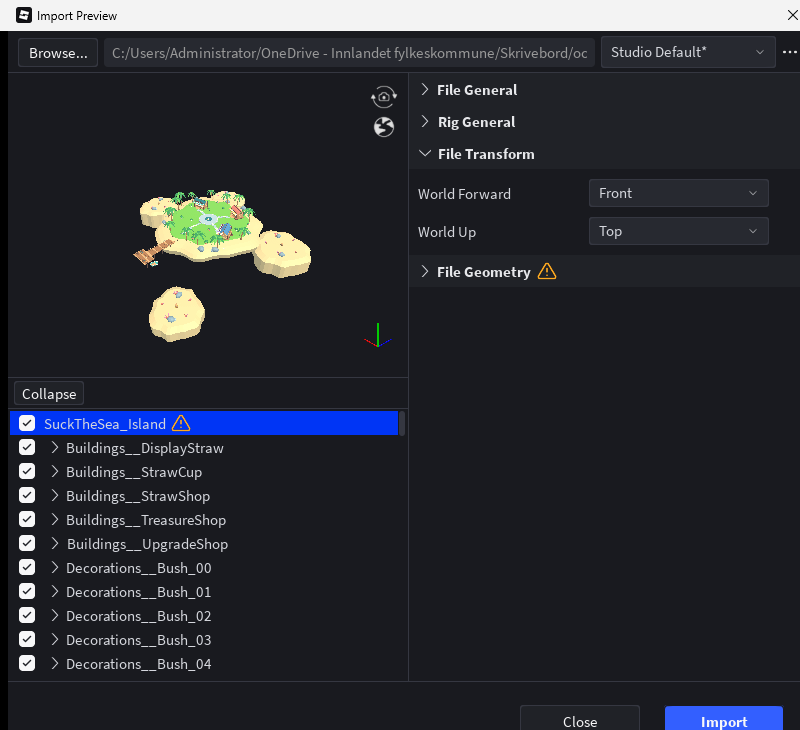 Import Preview
Browse... C:/Users/Administrator/OneDrive - Innlandet fylkeskommune/Skrivebord/oc Studio Default* ...
File General
Rig General
File Transform
World Forward Front
World Up Top
File Geometry
Collapse
SuckTheSea_Island
Buildings__DisplayStraw
Buildings__StrawCup
Buildings__StrawShop
Buildings__TreasureShop
Buildings__UpgradeShop
Decorations__Bush_00
Decorations__Bush_01
Decorations__Bush_02
Decorations__Bush_03
Decorations__Bush_04
Close Import